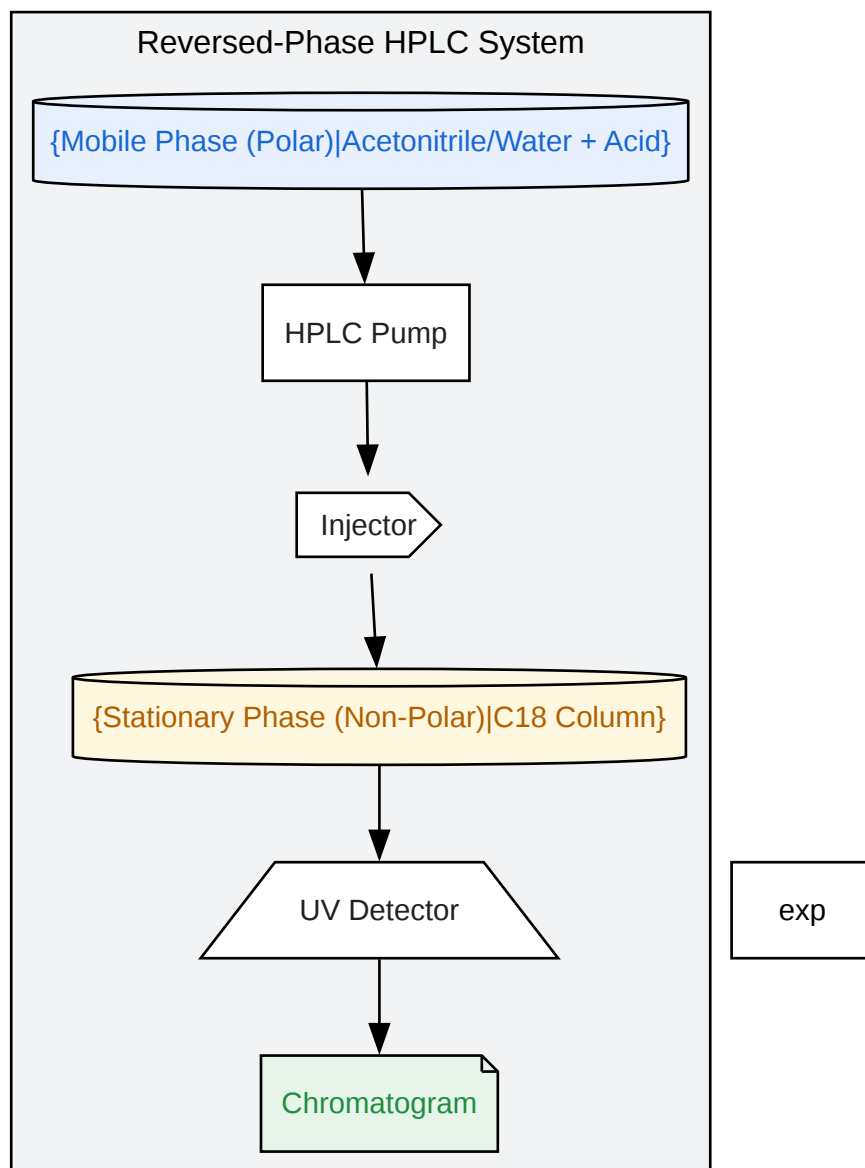 Reversed-Phase HPLC System
{Mobile Phase (Polar)|Acetonitrile/Water + Acid}
HPLC Pump
Injector
{Stationary Phase (Non-Polar)|C18 Column}
UV Detector
exp
Chromatogram